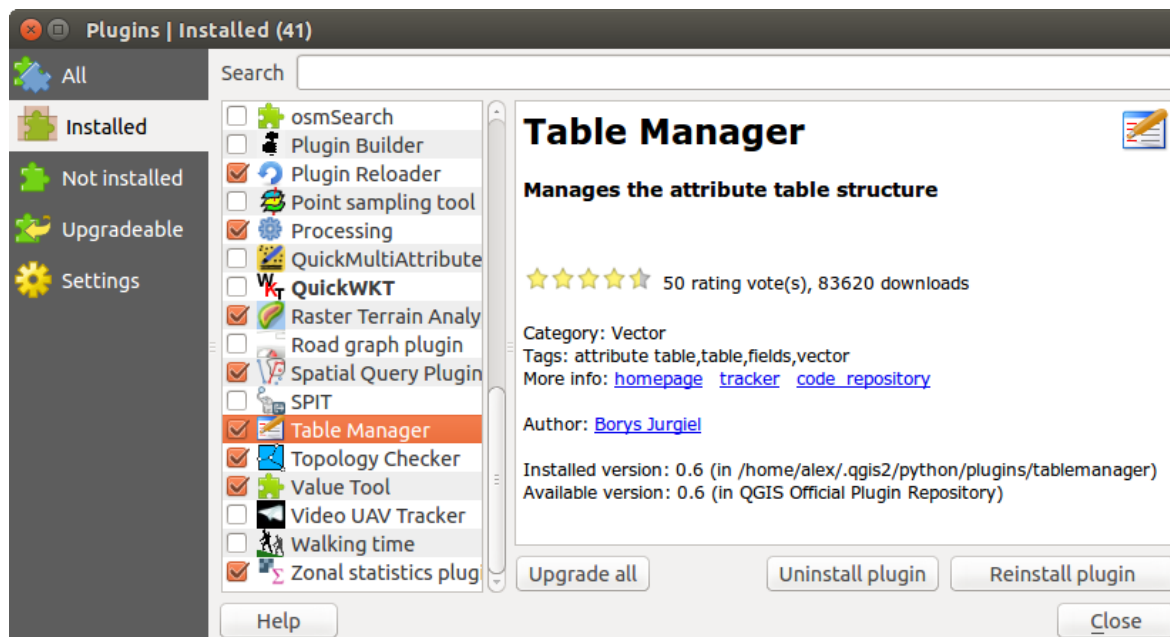 Plugins | Installed (41)
All
Installed
Not installed
Upgradeable
Settings
Search
osmSearch
Plugin Builder
Plugin Reloader
Point sampling tool
Processing
QuickMultiAttribute
QuickWKT
Raster Terrain Analy
Road graph plugin
Spatial Query Plugin
SPIT
Table Manager
Topology Checker
Value Tool
Video UAV Tracker
Walking time
Zonal statistics plugi
Table Manager
Manages the attribute table structure
50 rating vote(s), 83620 downloads
Category: Vector
Tags: attribute table,table,fields,vector
More info: homepage tracker code repository
Author: Borys Jurgiel
Installed version: 0.6 (in /home/alex/.qgis2/python/plugins/tablemanager)
Available version: 0.6 (in QGIS Official Plugin Repository)
Upgrade all
Uninstall plugin
Reinstall plugin
Help
Close